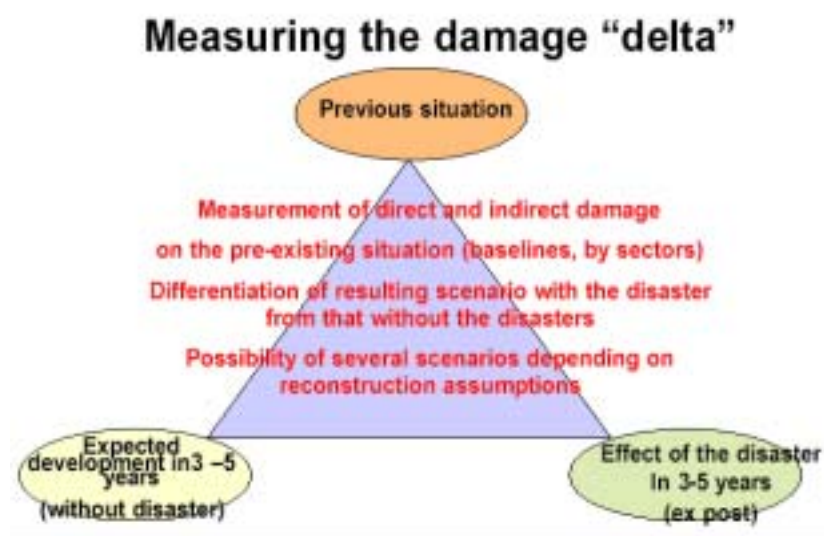 Measuring the damage “delta”
Previous situation
Measurement of direct and indirect damage
on the pre-existing situation (baselines, by sectors)
Differentiation of resulting scenario with the disaster
from that without the disasters
Possibility of several scenarios depending on
reconstruction assumptions
Expected
development in3 –5
years
(without disaster)
Effect of the disaster
In 3-5 years
(ex post)